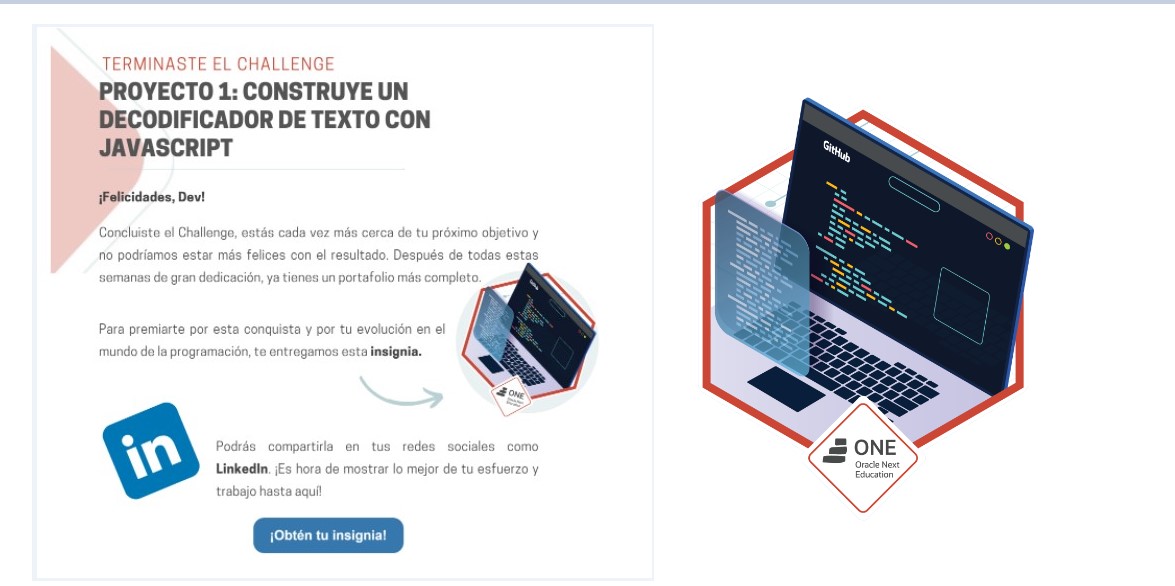 TERMINASTE EL CHALLENGE
PROYECTO 1: CONSTRUYE UN
DECODIFICADOR DE TEXTO CON
JAVASCRIPT
¡Felicidades, Dev!
Concluiste el Challenge, estás cada vez más cerca de tu próximo objetivo y
no podríamos estar más felices con el resultado. Después de todas estas
semanas de gran dedicación, ya tienes un portafolio más completo.
Para premiarte por esta conquista y por tu evolución en el
mundo de la programación, te entregamos esta insignia.
ONE
Oracle Next
Education
in
Podrás compartirla en tus redes sociales como
LinkedIn. ¡Es hora de mostrar lo mejor de tu esfuerzo y
trabajo hasta aquí!
¡Obtén tu insignia!
GitHub
ONE
Oracle Next
Education